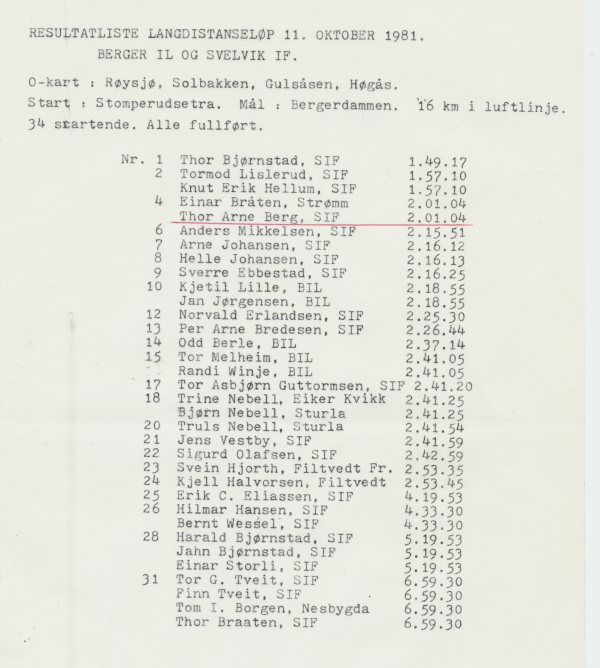 RESULTATLISTE LANGDISTANSELØP 11. OKTOBER 1981.
BERGER IL OG SVELVIK IF.
O-kart : Røysjø, Solbakken, Gulsåsen, Høgås.
Start : Stomperudsetra. Mål : Bergerdammen. 16 km i luftlinje.
34 startende. Alle fullført.
Nr. 1 Thor Bjørnstad, SIF 1.49.17
2 Tormod Lislerud, SIF 1.57.10
Knut Erik Hellum, SIF 1.57.10
4 Einar Bråten, Strømm 2.01.04
Thor Arne Berg, SIF 2.01.04
6 Anders Mikkelsen, SIF 2.15.51
7 Arne Johansen, SIF 2.16.12
8 Helle Johansen, SIF 2.16.13
9 Sverre Ebbestad, SIF 2.16.25
10 Kjetil Lille, BIL 2.18.55
Jan Jørgensen, BIL 2.18.55
12 Norvald Erlandsen, SIF 2.25.30
13 Per Arne Bredesen, SIF 2.26.44
14 Odd Berle, BIL 2.37.14
15 Tor Melheim, BIL 2.41.05
Randi Winje, BIL 2.41.05
17 Tor Asbjørn Guttormsen, SIF 2.41.20
18 Trine Nebell, Eiker Kvikk 2.41.25
Bjørn Nebell, Sturla 2.41.25
20 Truls Nebell, Sturla 2.41.54
21 Jens Vestby, SIF 2.41.59
22 Sigurd Olafsen, SIF 2.42.59
23 Svein Hjorth, Filtvedt Fr. 2.53.35
24 Kjell Halvorsen, Filtvedt 2.53.45
25 Erik C. Eliassen, SIF 4.19.53
26 Hilmar Hansen, SIF 4.33.30
Bernt Wessel, SIF 4.33.30
28 Harald Bjørnstad, SIF 5.19.53
Jahn Bjørnstad, SIF 5.19.53
Einar Storli, SIF 5.19.53
31 Tor G. Tveit, SIF 6.59.30
Finn Tveit, SIF 6.59.30
Tom I. Borgen, Nesbygda 6.59.30
Thor Braaten, SIF 6.59.30